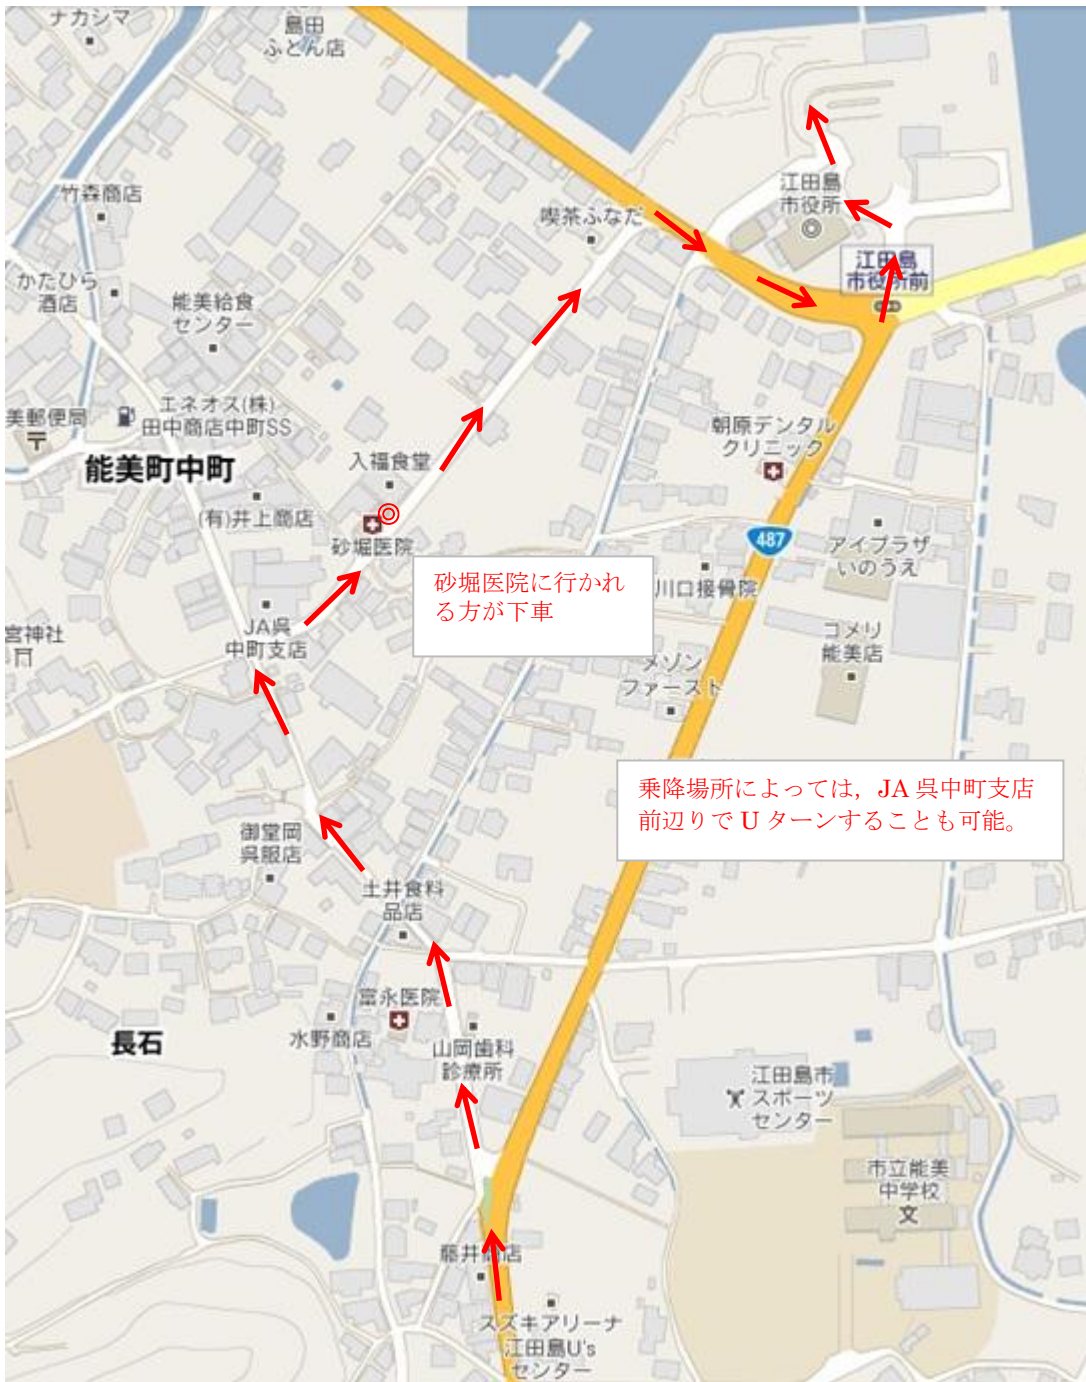 ナカシマ
島田
ふとん店
竹森商店
江田島
市役所
喫茶ふなだ
かたひら
酒店
江田島
市役所前
能美給食
センター
エネオス(株)
田中商店中町SS
美郵便局
朝原デンタル
クリニック
能美町中町
入福食堂
(有)井上商店
487
砂堀医院
アイプラザ
いのうえ
砂堀医院に行かれ
る方が下車
川口接骨院
JA呉
中町支店
宮神社
コメリ
能美店
メゾン
ファースト
乗降場所によっては，JA 呉中町支店
前辺りで U ターンすることも可能。
御堂岡
呉服店
土井食料
品店
富永医院
水野商店
長石
山岡歯科
診療所
江田島市
スポーツ
センター
市立能美
中学校
文
藤井商店
スズキアリーナ
江田島U's
センター